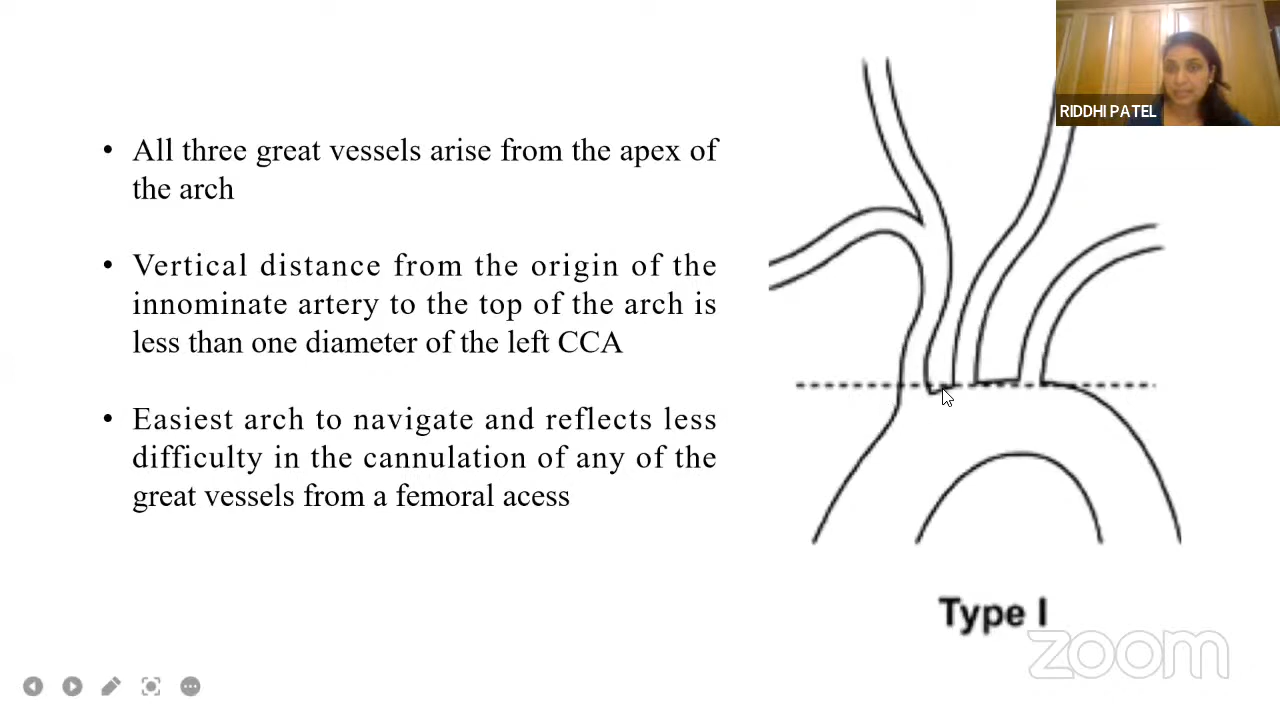 RIDDHI PATEL
• All three great vessels arise from the apex of
the arch
• Vertical distance from the origin of the
innominate artery to the top of the arch is
less than one diameter of the left CCA
• Easiest arch to navigate and reflects less
difficulty in the cannulation of any of the
great vessels from a femoral acess
Type I
zoom